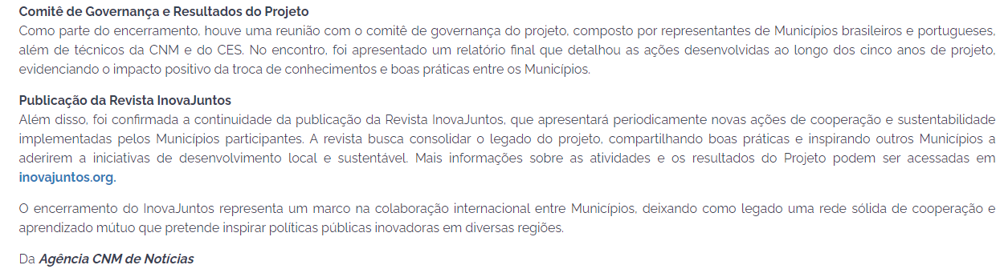 Comitê de Governança e Resultados do Projeto
Como parte do encerramento, houve uma reunião com o comitê de governança do projeto, composto por representantes de Municípios brasileiros e portugueses,
além de técnicos da CNM e do CES. No encontro, foi apresentado um relatório final que detalhou as ações desenvolvidas ao longo dos cinco anos de projeto,
evidenciando o impacto positivo da troca de conhecimentos e boas práticas entre os Municípios.
Publicação da Revista InovaJuntos
Além disso, foi confirmada a continuidade da publicação da Revista InovaJuntos, que apresentará periodicamente novas ações de cooperação e sustentabilidade
implementadas pelos Municípios participantes. A revista busca consolidar o legado do projeto, compartilhando boas práticas e inspirando outros Municípios a
aderirem a iniciativas de desenvolvimento local e sustentável. Mais informações sobre as atividades e os resultados do Projeto podem ser acessadas em
inovajuntos.org.
O encerramento do InovaJuntos representa um marco na colaboração internacional entre Municípios, deixando como legado uma rede sólida de cooperação e
aprendizado mútuo que pretende inspirar políticas públicas inovadoras em diversas regiões.
Da Agência CNM de Notícias